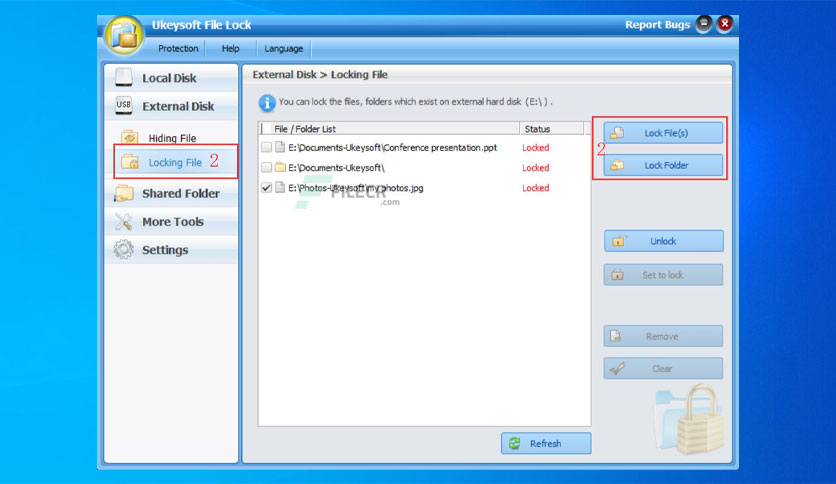 Ukeysoft File Lock
Report Bugs
Protection Help Language
Local Disk
USB External Disk
Hiding File
Locking File 2
Shared Folder
More Tools
Settings
External Disk > Locking File
You can lock the files, folders which exist on external hard disk (E:\) .
File / Folder List Status
E:\Documents-Ukeysoft\Conference presentation.ppt Locked
E:\Documents-Ukeysoft\ Locked
E:\Photos-Ukeysoft\my photos.jpg Locked
FILECR
.com
2
Lock File(s)
Lock Folder
Unlock
Set to lock
Remove
Clear
Refresh